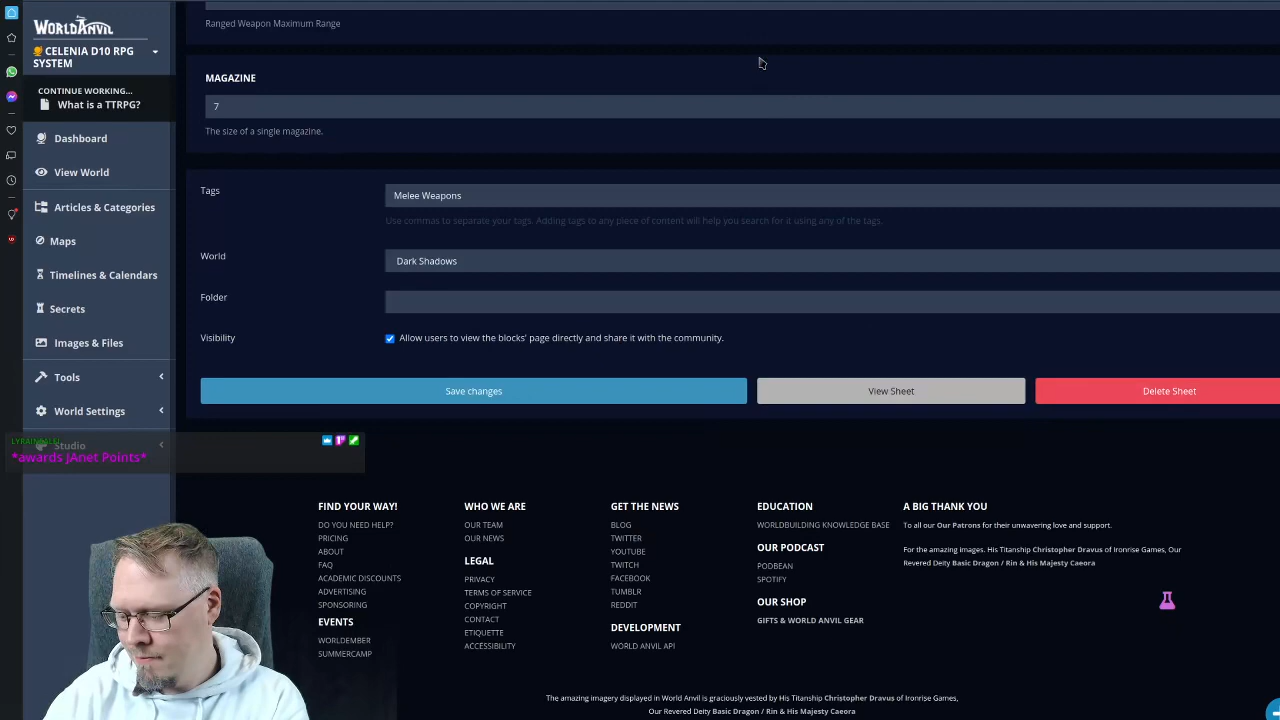 WORLDANVIL
CELENIA D10 RPG
SYSTEM
CONTINUE WORKING...
What is a TTRPG?
Dashboard
View World
Articles & Categories
Maps
Timelines & Calendars
Secrets
Images & Files
Tools
World Settings
Studio
*awards JAnet Points*
Ranged Weapon Maximum Range
MAGAZINE
7
The size of a single magazine.
Tags
Melee Weapons
Use commas to separate your tags. Adding tags to any piece of content will help you search for it using any of the tags.
World
Dark Shadows
Folder
Visibility
Allow users to view the blocks' page directly and share it with the community.
Save changes
View Sheet
Delete Sheet
FIND YOUR WAY!
DO YOU NEED HELP?
PRICING
ABOUT
FAQ
ACADEMIC DISCOUNTS
ADVERTISING
SPONSORING
EVENTS
WORLDEMBER
SUMMERCAMP
WHO WE ARE
OUR TEAM
OUR NEWS
LEGAL
PRIVACY
TERMS OF SERVICE
COPYRIGHT
CONTACT
ETIQUETTE
ACCESSIBILITY
GET THE NEWS
BLOG
TWITTER
YOUTUBE
TWITCH
FACEBOOK
TUMBLR
REDDIT
DEVELOPMENT
WORLD ANVIL API
EDUCATION
WORLDBUILDING KNOWLEDGE BASE
OUR PODCAST
PODBEAN
SPOTIFY
OUR SHOP
GIFTS & WORLD ANVIL GEAR
A BIG THANK YOU
To all our Our Patrons for their unwavering love and support.
For the amazing images. His Titanship Christopher Dravus of Ironrise Games, Our
Revered Deity Basic Dragon / Rin & His Majesty Caeora
The amazing imagery displayed in World Anvil is graciously vested by His Titanship Christopher Dravus of Ironrise Games,
Our Revered Deity Basic Dragon / Rin & His Majesty Caeora